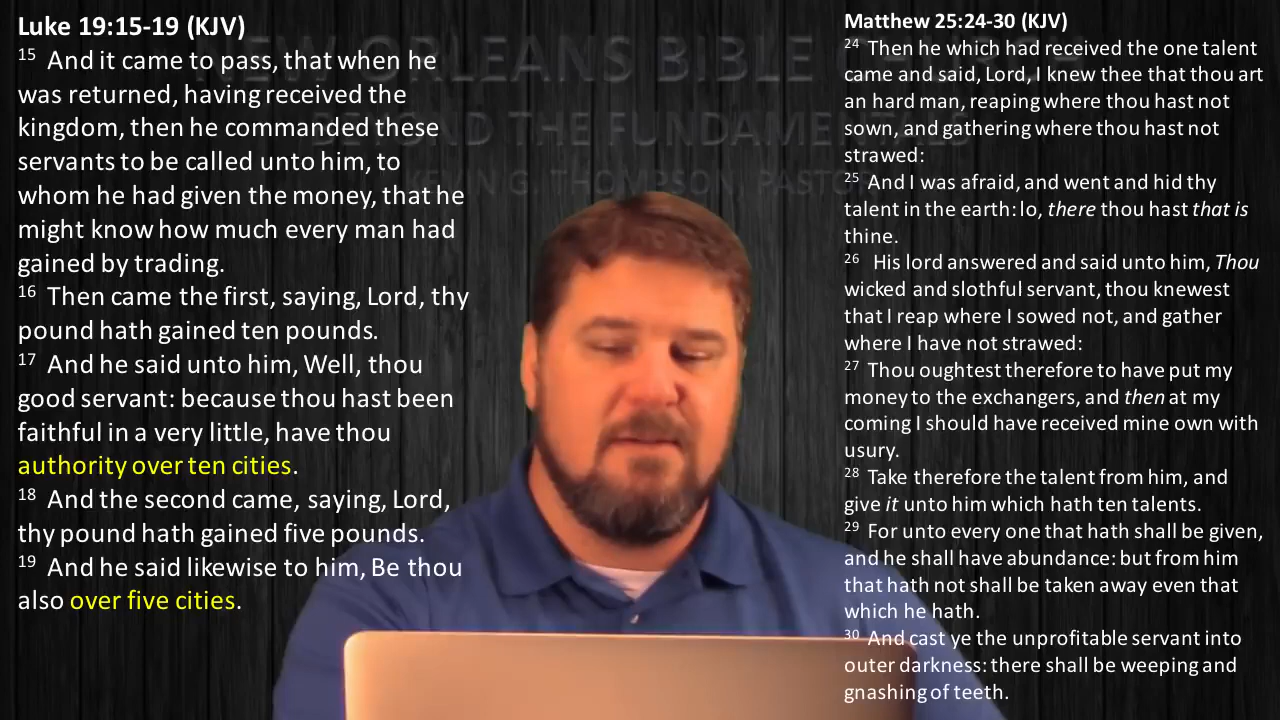 NEW ORLEANS BIBLE
BEYOND THE FUNDAMENTALS
KEVIN G. THOMPSON, PASTOR
Luke 19:15-19 (KJV)
15 And it came to pass, that when he
was returned, having received the
kingdom, then he commanded these
servants to be called unto him, to
whom he had given the money, that he
might know how much every man had
gained by trading.
16 Then came the first, saying, Lord, thy
pound hath gained ten pounds.
17 And he said unto him, Well, thou
good servant: because thou hast been
faithful in a very little, have thou
authority over ten cities.
18 And the second came, saying, Lord,
thy pound hath gained five pounds.
19 And he said likewise to him, Be thou
also over five cities.
Matthew 25:24-30 (KJV)
24 Then he which had received the one talent
came and said, Lord, I knew thee that thou art
an hard man, reaping where thou hast not
sown, and gathering where thou hast not
strawed:
25 And I was afraid, and went and hid thy
talent in the earth: lo, there thou hast that is
thine.
26 His lord answered and said unto him, Thou
wicked and slothful servant, thou knewest
that I reap where I sowed not, and gather
where I have not strawed:
27 Thou oughtest therefore to have put my
money to the exchangers, and then at my
coming I should have received mine own with
usury.
28 Take therefore the talent from him, and
give it unto him which hath ten talents.
29 For unto every one that hath shall be given,
and he shall have abundance: but from him
that hath not shall be taken away even that
which he hath.
30 And cast ye the unprofitable servant into
outer darkness: there shall be weeping and
gnashing of teeth.